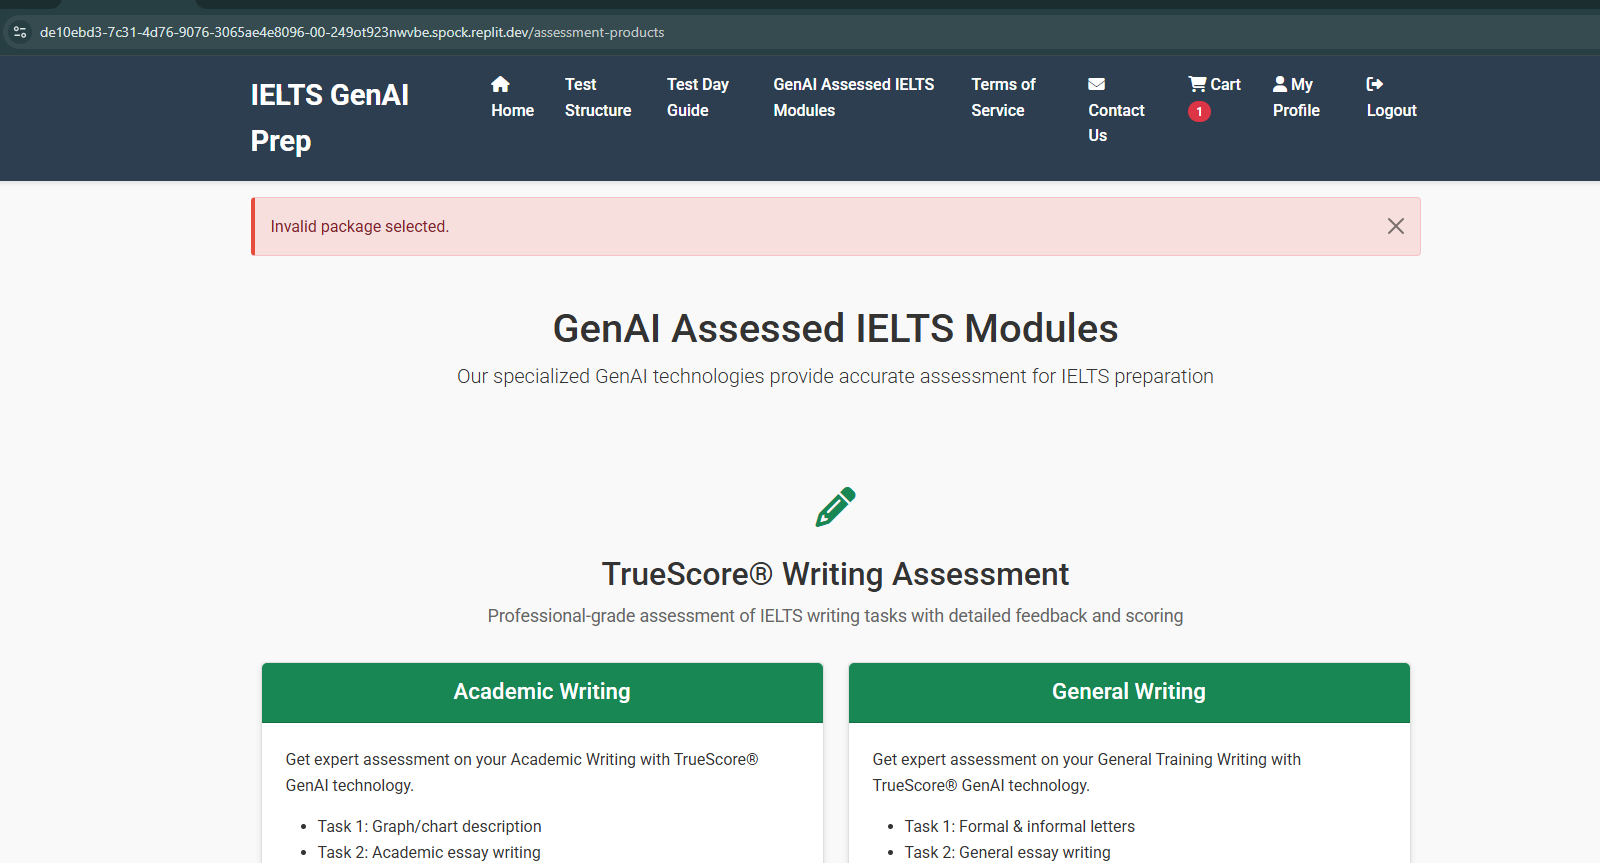 de10ebd3-7c31-4d76-9076-3065ae4e8096-00-249ot923nwvbe.spock.replit.dev/assessment-products
IELTS GenAI
Prep
Home
Test
Structure
Test Day
Guide
GenAI Assessed IELTS
Modules
Terms of
Service
Contact
Us
Cart
1
My
Profile
Logout
Invalid package selected.
GenAI Assessed IELTS Modules
Our specialized GenAI technologies provide accurate assessment for IELTS preparation
TrueScore® Writing Assessment
Professional-grade assessment of IELTS writing tasks with detailed feedback and scoring
Academic Writing
Get expert assessment on your Academic Writing with TrueScore®
GenAI technology.
• Task 1: Graph/chart description
• Task 2: Academic essay writing
General Writing
Get expert assessment on your General Training Writing with
TrueScore® GenAI technology.
• Task 1: Formal & informal letters
• Task 2: General essay writing